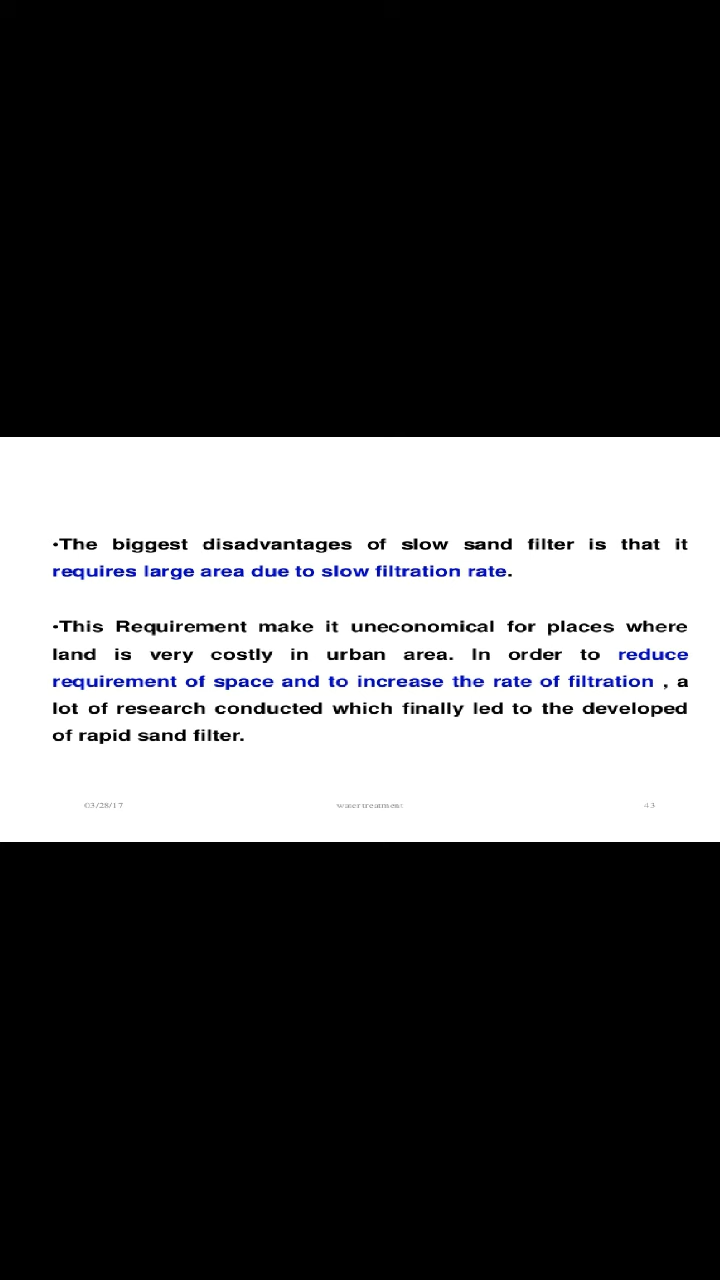 •The biggest disadvantages of slow sand filter is that it
requires large area due to slow filtration rate.
•This Requirement make it uneconomical for places where
land is very costly in urban area. In order to reduce
requirement of space and to increase the rate of filtration , a
lot of research conducted which finally led to the developed
of rapid sand filter.
03/28/17 water treatment 43